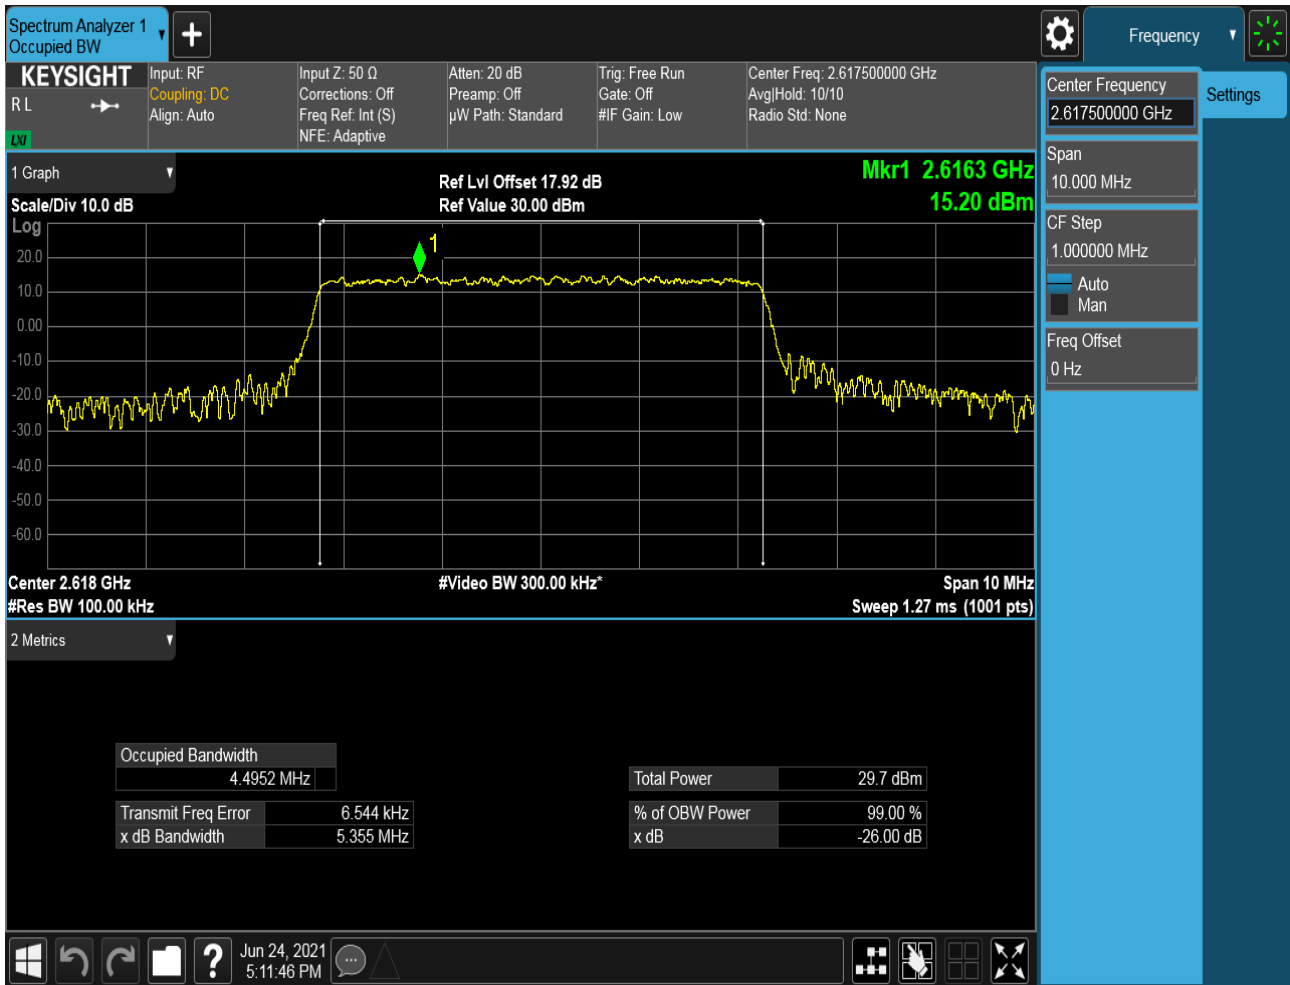 Spectrum Analyzer 1
Occupied BW
Frequency
KEYSIGHT
R L
LXI
Input: RF
Coupling: DC
Align: Auto
Input Z: 50 Ω
Corrections: Off
Freq Ref: Int (S)
NFE: Adaptive
Atten: 20 dB
Preamp: Off
µW Path: Standard
Trig: Free Run
Gate: Off
#IF Gain: Low
Center Freq: 2.617500000 GHz
Avg|Hold: 10/10
Radio Std: None
Center Frequency
2.617500000 GHz
Settings
Span
10.000 MHz
CF Step
1.000000 MHz
Auto
Man
Freq Offset
0 Hz
1 Graph
Ref Lvl Offset 17.92 dB
Mkr1 2.6163 GHz
Scale/Div 10.0 dB
Ref Value 30.00 dBm
15.20 dBm
Log
1
20.0
10.0
0.00
-10.0
-20.0
-30.0
-40.0
-50.0
-60.0
Center 2.618 GHz
#Video BW 300.00 kHz*
Span 10 MHz
#Res BW 100.00 kHz
Sweep 1.27 ms (1001 pts)
2 Metrics
Occupied Bandwidth
4.4952 MHz
Total Power 29.7 dBm
Transmit Freq Error 6.544 kHz
% of OBW Power 99.00 %
x dB Bandwidth 5.355 MHz
x dB -26.00 dB
?
Jun 24, 2021
5:11:46 PM